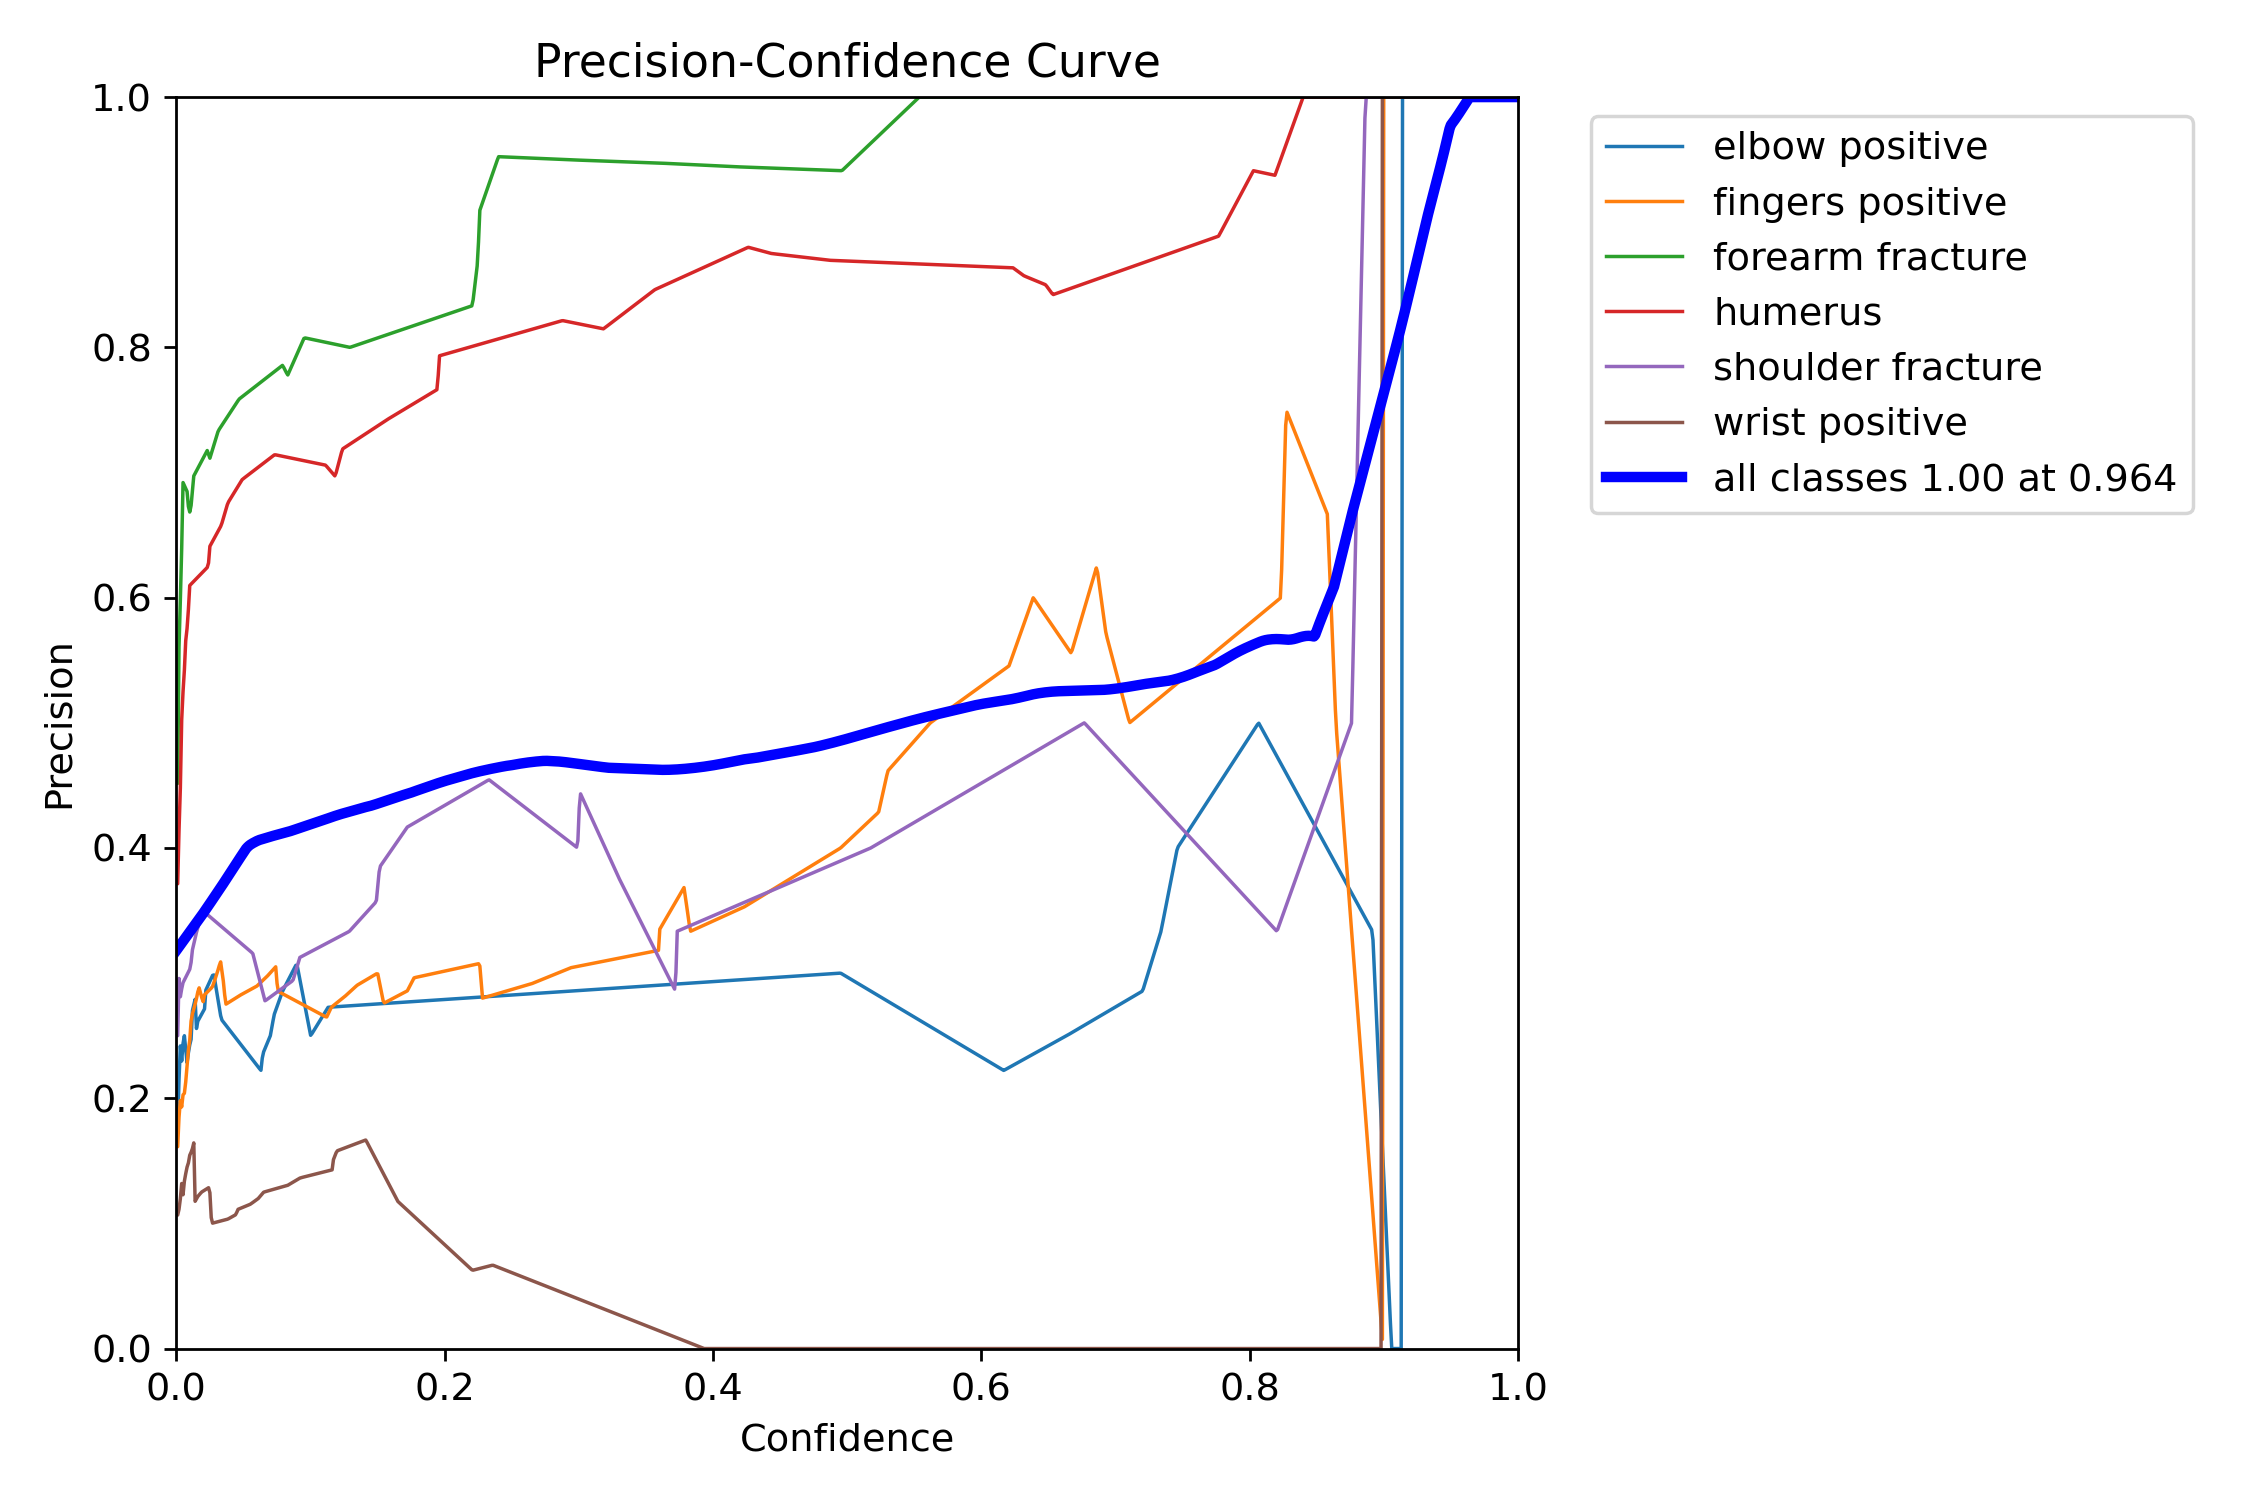 Precision-Confidence Curve
1.0
0.8
0.6
0.4
0.2
0.0
Precision
0.0 0.2 0.4 0.6 0.8 1.0
Confidence
elbow positive
fingers positive
forearm fracture
humerus
shoulder fracture
wrist positive
all classes 1.00 at 0.964